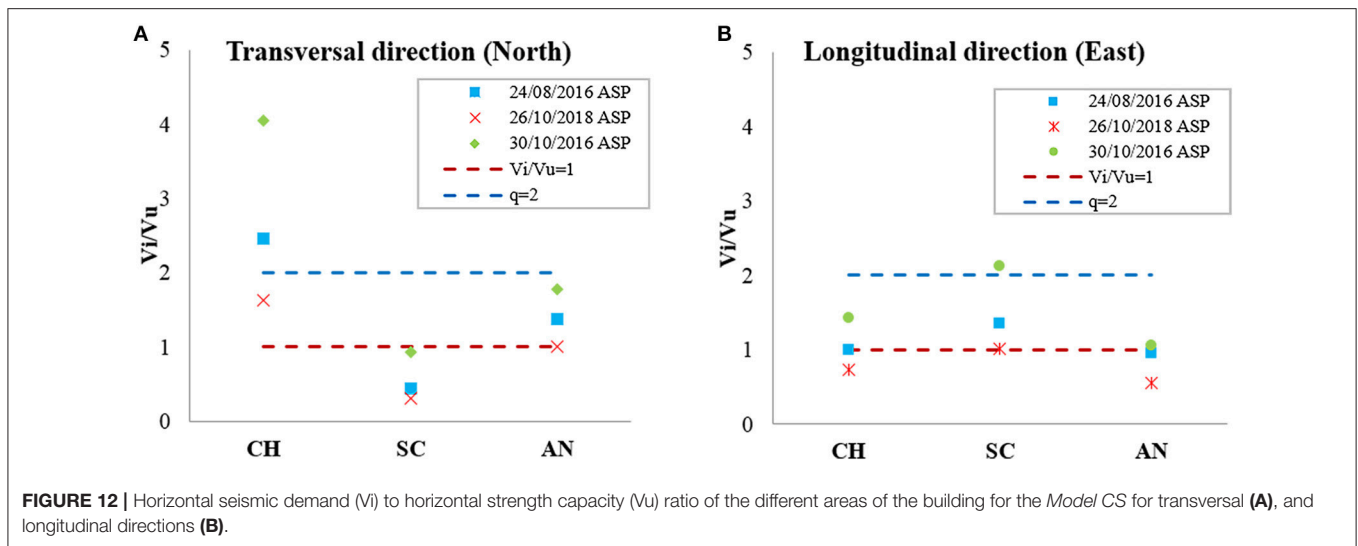 A
Transversal direction (North)
5
4
3
2
1
0
Vi/Vu
24/08/2016 ASP
26/10/2018 ASP
30/10/2016 ASP
Vi/Vu=1
q=2
CH SC AN
B
Longitudinal direction (East)
5
4
3
2
1
0
Vi/Vu
24/08/2016 ASP
26/10/2018 ASP
30/10/2016 ASP
Vi/Vu=1
q=2
CH SC AN
FIGURE 12 | Horizontal seismic demand (Vi) to horizontal strength capacity (Vu) ratio of the different areas of the building for the Model CS for transversal (A), and
longitudinal directions (B).